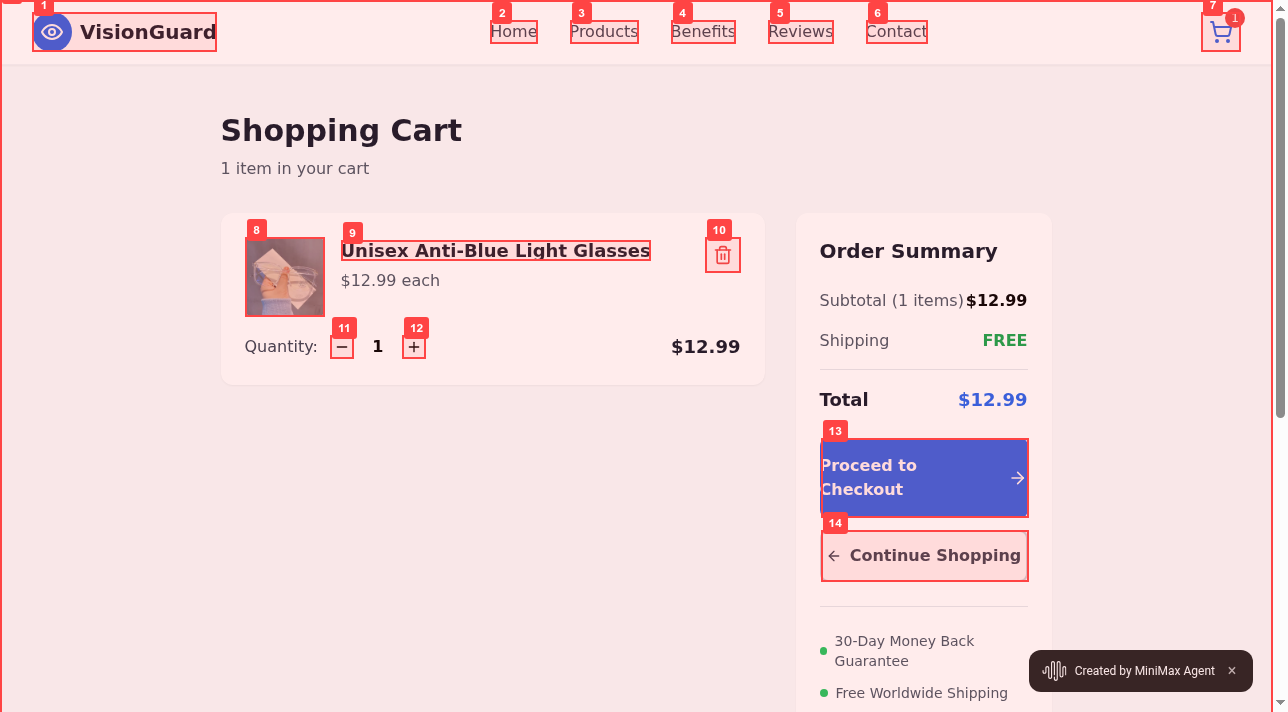 1
VisionGuard
2
Home
3
Products
4
Benefits
5
Reviews
6
Contact
7
1
Shopping Cart
1 item in your cart
8
9
Unisex Anti-Blue Light Glasses
$12.99 each
10
Quantity:
11
−
1
12
+
$12.99
Order Summary
Subtotal (1 items) $12.99
Shipping FREE
Total $12.99
13
Proceed to
Checkout
14
Continue Shopping
30-Day Money Back
Guarantee
Free Worldwide Shipping
Created by MiniMax Agent ×